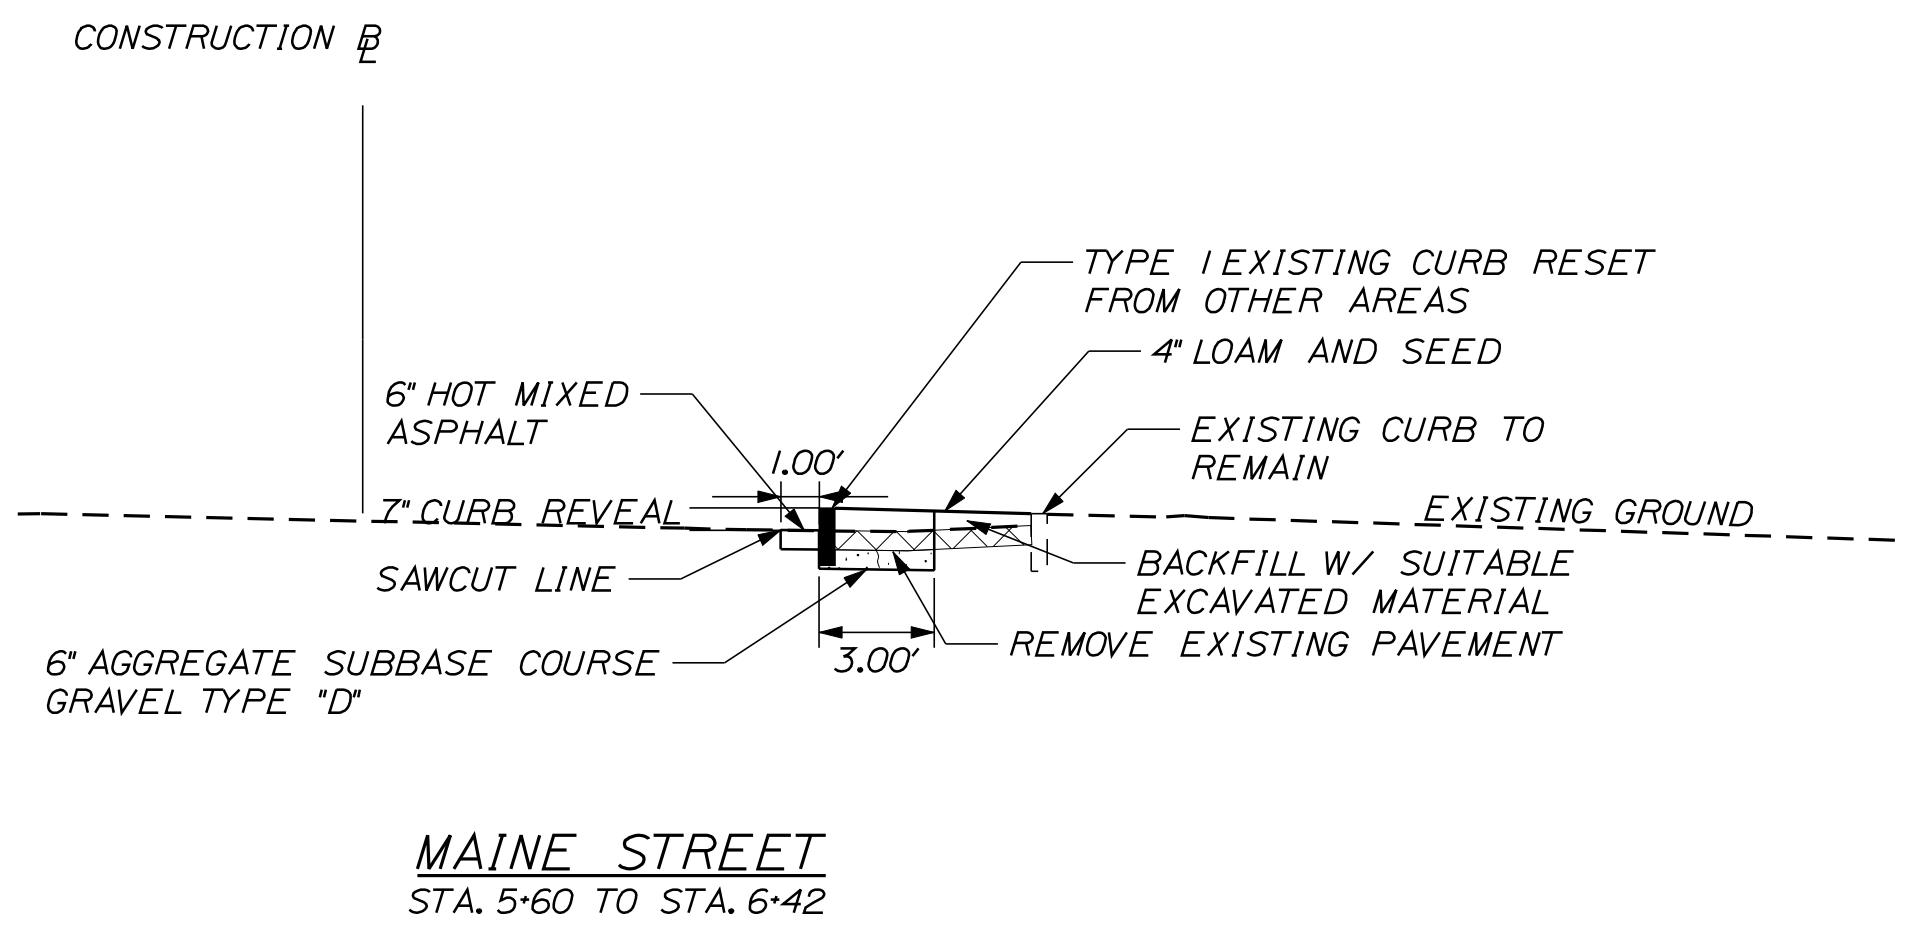 CONSTRUCTION BL
TYPE 1 EXISTING CURB RESET
FROM OTHER AREAS
4" LOAM AND SEED
6" HOT MIXED
ASPHALT
EXISTING CURB TO
REMAIN
1.00'
7" CURB REVEAL
EXISTING GROUND
SAWCUT LINE
BACKFILL W/ SUITABLE
EXCAVATED MATERIAL
REMOVE EXISTING PAVEMENT
3.00'
6" AGGREGATE SUBBASE COURSE
GRAVEL TYPE "D"
MAINE STREET
STA. 5+60 TO STA. 6+42